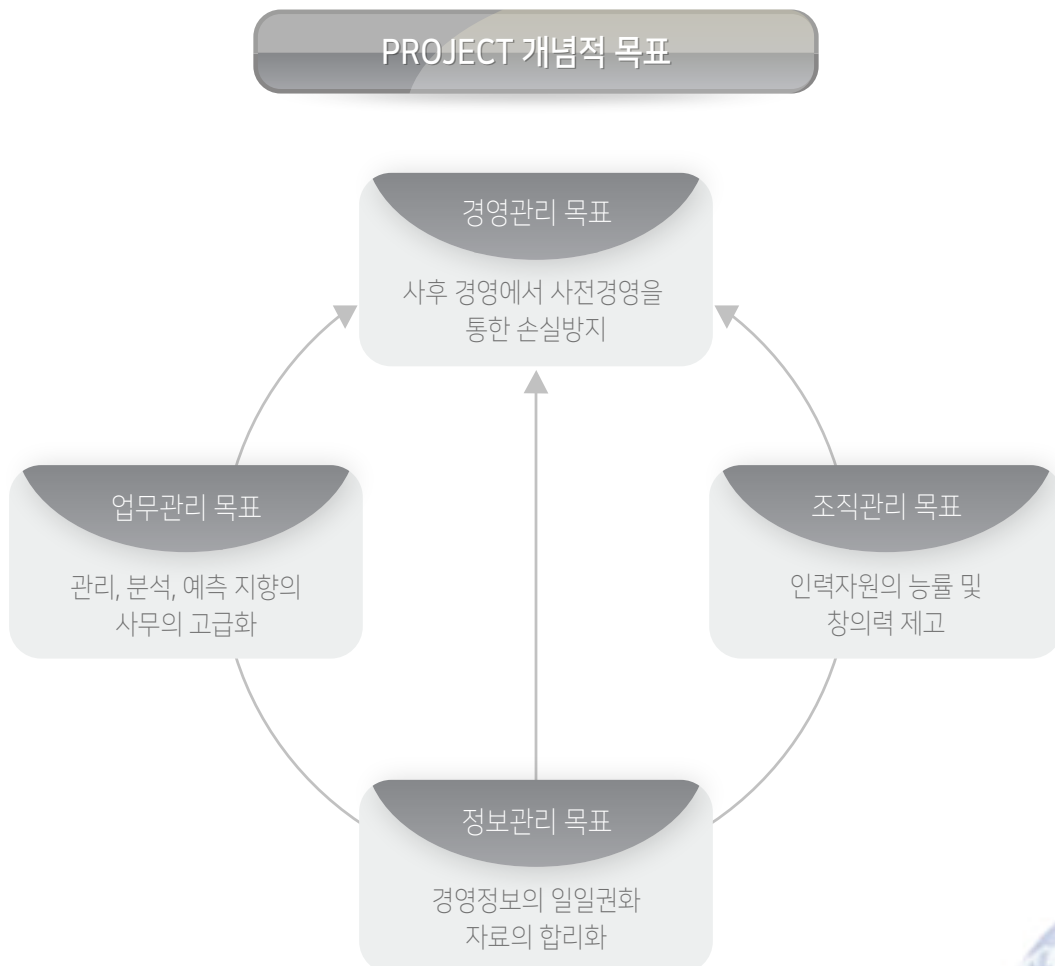 PROJECT 개념적 목표
경영관리 목표
사후 경영에서 사전경영을
통한 손실방지
업무관리 목표
관리, 분석, 예측 지향의
사무의 고급화
조직관리 목표
인력자원의 능률 및
창의력 제고
정보관리 목표
경영정보의 일일권화
자료의 합리화